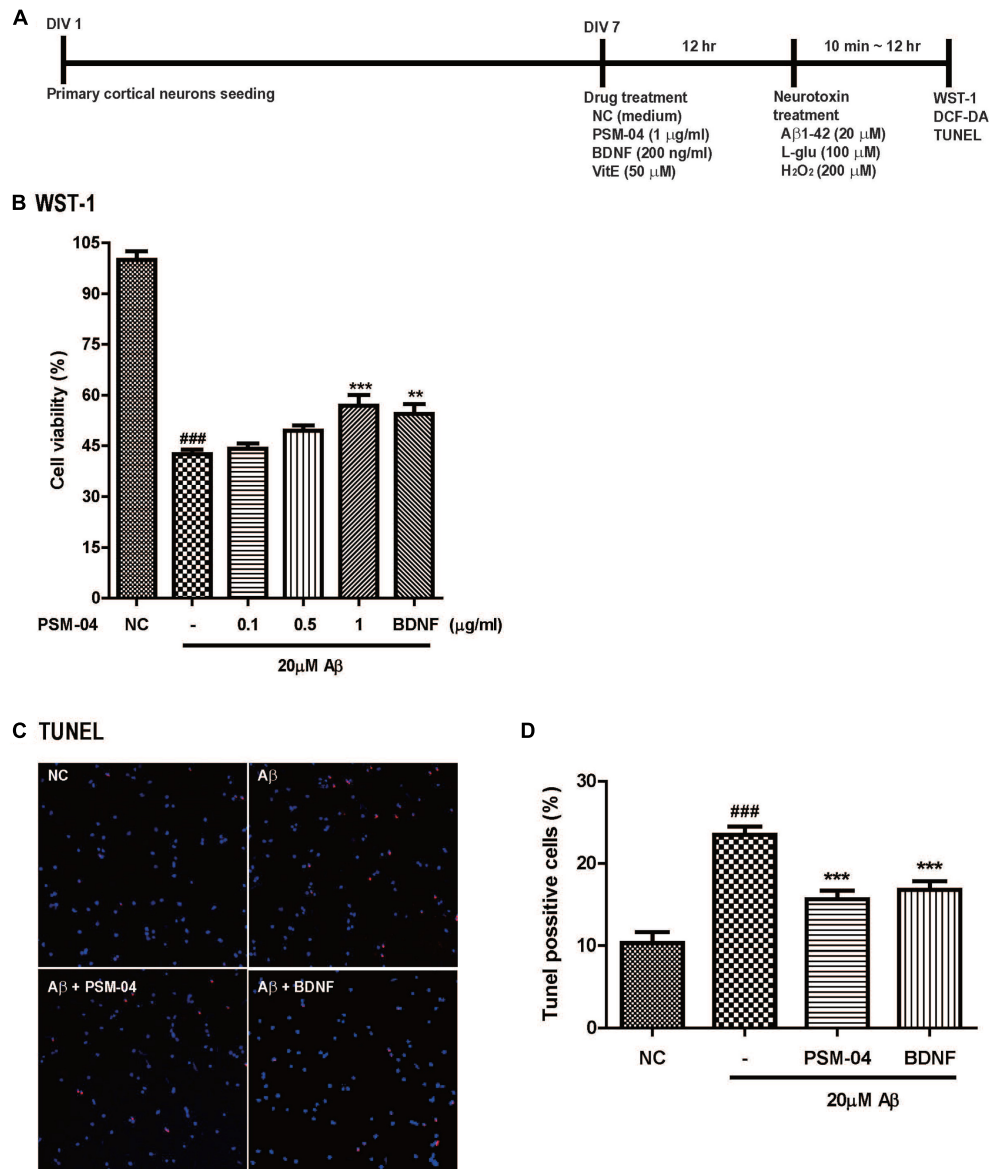 A
DIV 1
DIV 7
12 hr
10 min ~ 12 hr
Primary cortical neurons seeding
Drug treatment
NC (medium)
PSM-04 (1 μg/ml)
BDNF (200 ng/ml)
VitE (50 μM)
Neurotoxin
treatment
Aβ1-42 (20 μM)
L-glu (100 μM)
H₂O₂ (200 μM)
WST-1
DCF-DA
TUNEL
B WST-1
Cell viability (%)
105
90
75
60
45
30
15
0
###
***
**
PSM-04 NC - 0.1 0.5 1 BDNF (μg/ml)
20μM Aβ
C TUNEL
NC
Aβ
Aβ + PSM-04
Aβ + BDNF
D
Tunel possitive cells (%)
30
20
10
0
###
***
***
NC - PSM-04 BDNF
20μM Aβ